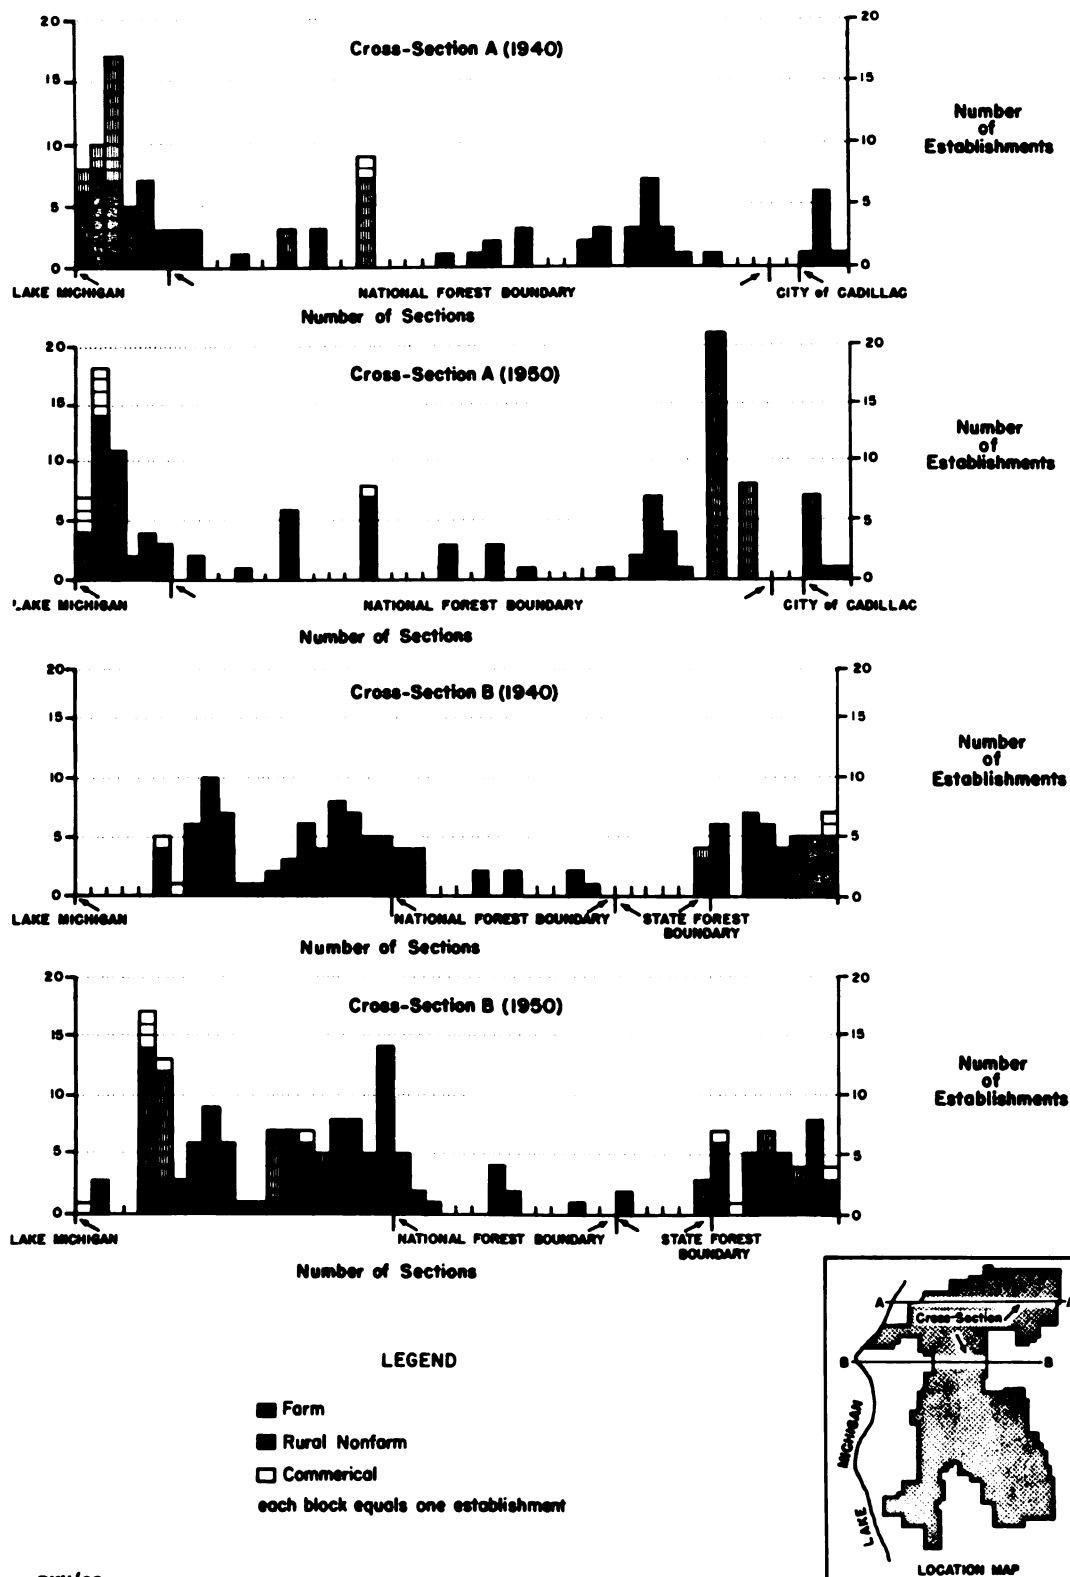 Cross-Section A (1940)
20 20
15 15
10 10
5 5
0 0
Number
of
Establishments
LAKE MICHIGAN NATIONAL FOREST BOUNDARY CITY of CADILLAC
Number of Sections
Cross-Section A (1950)
20 20
15 15
10 10
5 5
0 0
Number
of
Establishments
LAKE MICHIGAN NATIONAL FOREST BOUNDARY CITY of CADILLAC
Number of Sections
Cross-Section B (1940)
20 20
15 15
10 10
5 5
0 0
Number
of
Establishments
LAKE MICHIGAN NATIONAL FOREST BOUNDARY STATE FOREST
BOUNDARY
Number of Sections
Cross-Section B (1950)
20 20
15 15
10 10
5 5
0 0
Number
of
Establishments
LAKE MICHIGAN NATIONAL FOREST BOUNDARY STATE FOREST
BOUNDARY
Number of Sections
LEGEND
Farm
Rural Nonfarm
Commerical
each block equals one establishment
A A
Cross-Section
B B
LAKE MICHIGAN
LOCATION MAP